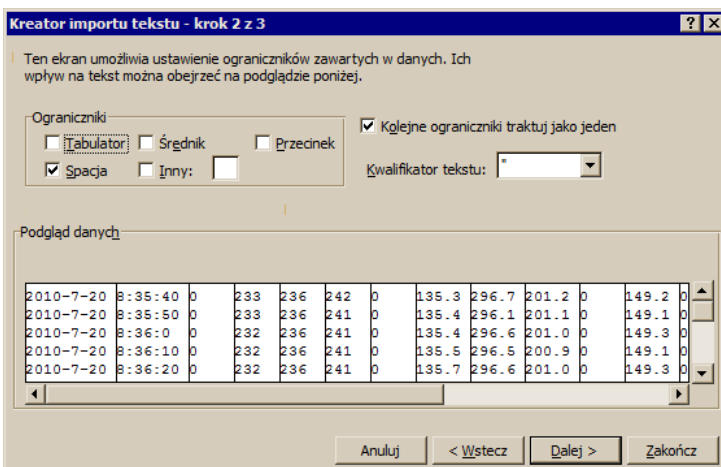 Kreator importu tekstu - krok 2 z 3
Ten ekran umożliwia ustawienie ograniczników zawartych w danych. Ich
wpływ na tekst można obejrzeć na podglądzie poniżej.
Ograniczniki
Tabulator Średnik Przecinek
Spacja Inny:
Kolejne ograniczniki traktuj jako jeden
Kwalifikator tekstu: "
Podgląd danych
2010-7-20 8:35:40 0 233 236 242 0 135.3 296.7 201.2 0 149.2 0
2010-7-20 8:35:50 0 233 236 241 0 135.4 296.1 201.1 0 149.1 0
2010-7-20 8:36:0 0 232 236 241 0 135.4 296.6 201.0 0 149.3 0
2010-7-20 8:36:10 0 232 236 241 0 135.5 296.5 200.9 0 149.1 0
2010-7-20 8:36:20 0 232 236 241 0 135.7 296.6 201.0 0 149.3 0
Anuluj < Wstecz Dalej > Zakończ